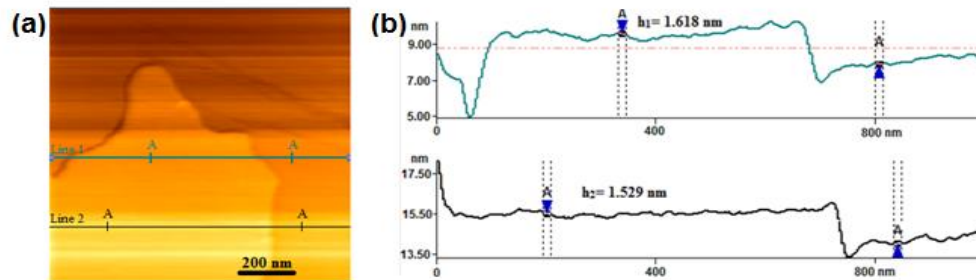 (a)
Line 1
A A
Line 2
A A
200 nm
(b)
nm
9.00
7.00
5.00
A
h1= 1.618 nm
A
0 400 800 nm
nm
17.50
15.50
13.50
A
h2= 1.529 nm
A
0 400 800 nm